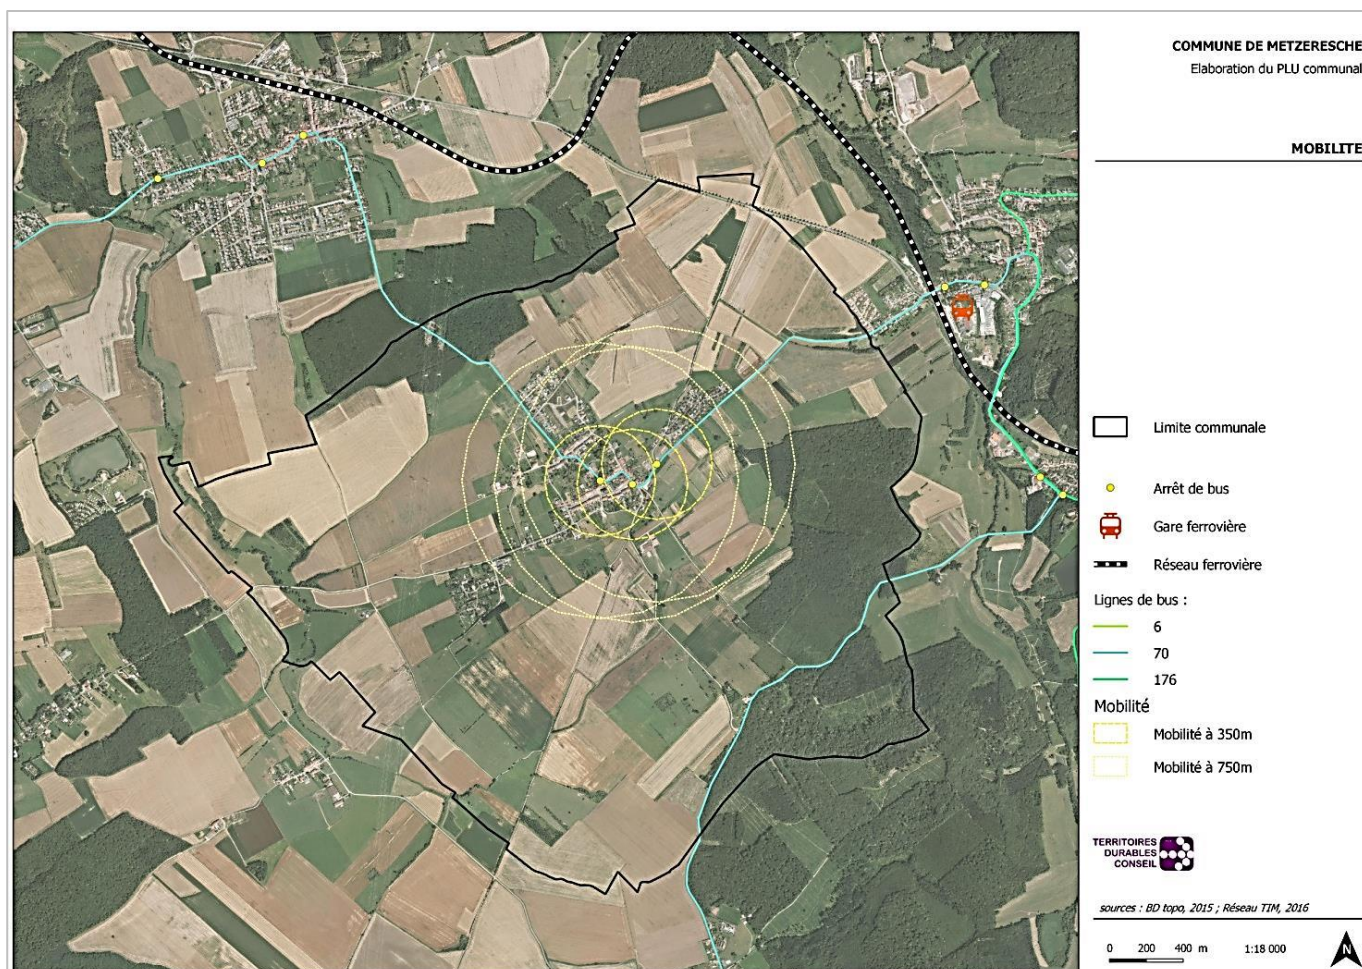 COMMUNE DE METZERESCHE
Elaboration du PLU communal
MOBILITE
Limite communale
Arrêt de bus
Gare ferrovière
Réseau ferrovière
Lignes de bus :
6
70
176
Mobilité
Mobilité à 350m
Mobilité à 750m
TERRITOIRES
DURABLES
CONSEIL
sources : BD topo, 2015 ; Réseau TIM, 2016
0 200 400 m 1:18 000
N